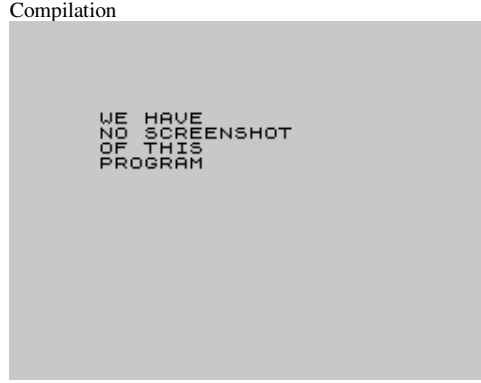 Compilation
WE HAVE
NO SCREENSHOT
OF THIS
PROGRAM